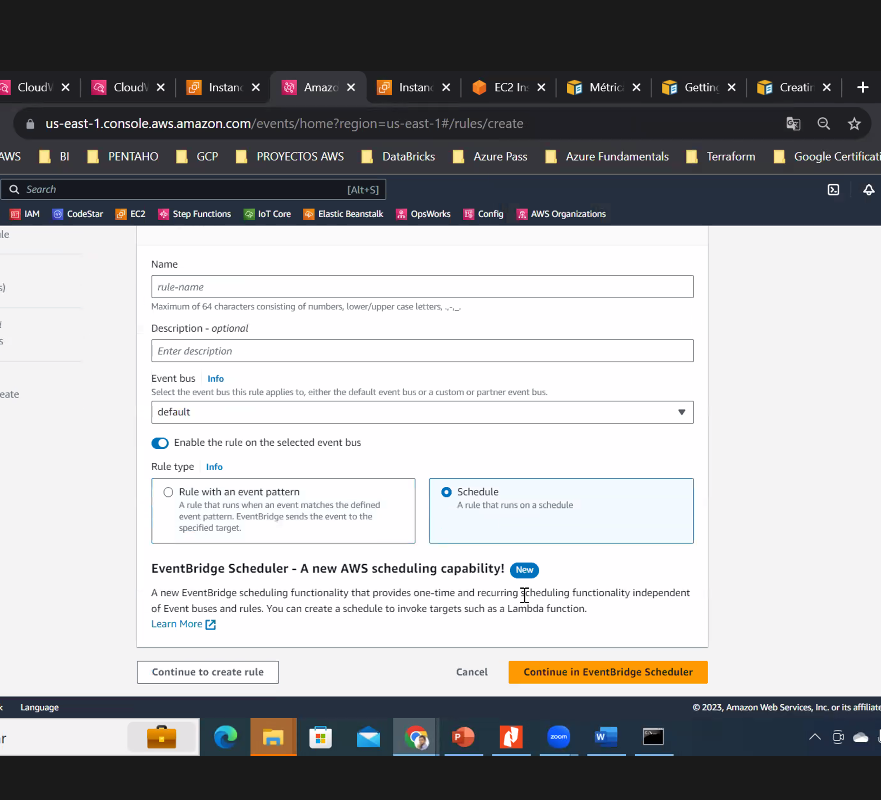 CloudW
CloudW
Instanc
Amazo
Instanc
EC2 Ins
Métric
Getting
Creatin
us-east-1.console.aws.amazon.com/events/home?region=us-east-1#/rules/create
AWS BI PENTAHO GCP PROYECTOS AWS DataBricks Azure Pass Azure Fundamentals Terraform Google Certificati
Search [Alt+S]
IAM CodeStar EC2 Step Functions IoT Core Elastic Beanstalk OpsWorks Config AWS Organizations
Name
rule-name
Maximum of 64 characters consisting of numbers, lower/upper case letters, .,-,_.
Description - optional
Enter description
Event bus Info
Select the event bus this rule applies to, either the default event bus or a custom or partner event bus.
default
Enable the rule on the selected event bus
Rule type Info
Rule with an event pattern
A rule that runs when an event matches the defined
event pattern. EventBridge sends the event to the
specified target.
Schedule
A rule that runs on a schedule
EventBridge Scheduler - A new AWS scheduling capability! New
A new EventBridge scheduling functionality that provides one-time and recurring scheduling functionality independent
of Event buses and rules. You can create a schedule to invoke targets such as a Lambda function.
Learn More
Continue to create rule Cancel Continue in EventBridge Scheduler
Language © 2023, Amazon Web Services, Inc. or its affiliate
zoom